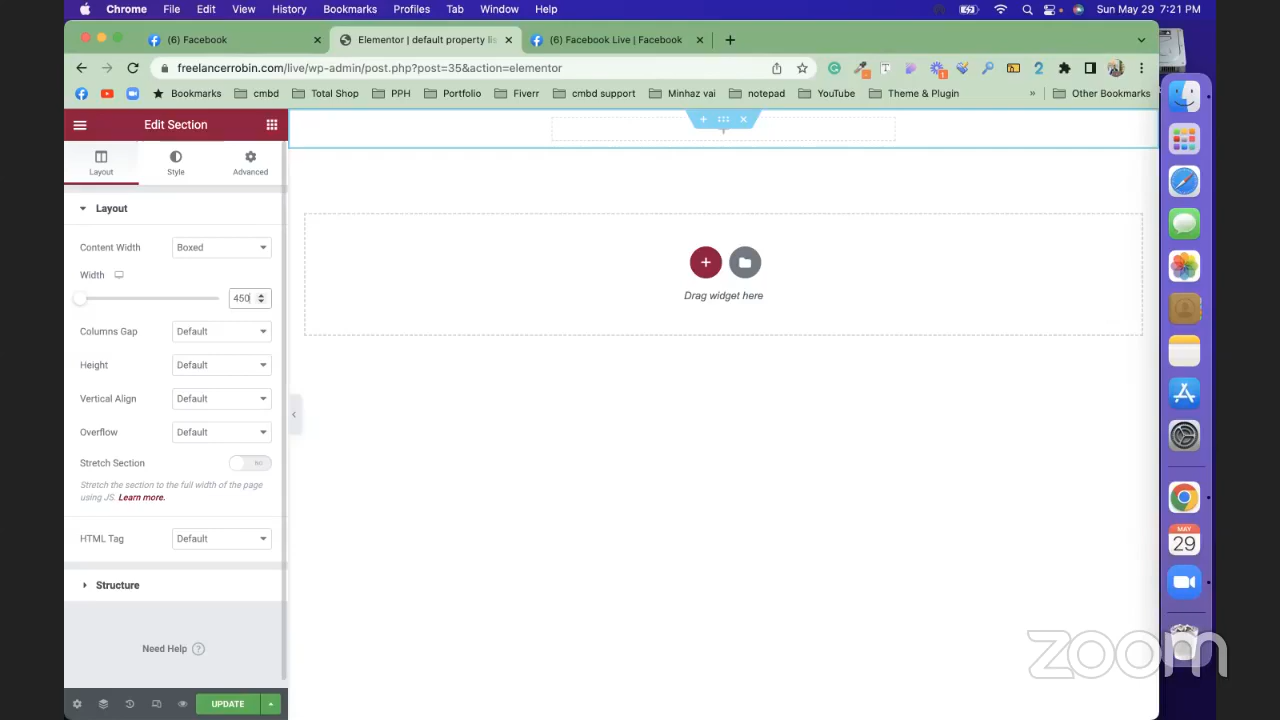 Chrome File Edit View History Bookmarks Profiles Tab Window Help Sun May 29 7:21 PM
(6) Facebook Elementor | default property lis (6) Facebook Live | Facebook
freelancerrobin.com/live/wp-admin/post.php?post=35&action=elementor
Bookmarks cmbd Total Shop PPH Portfolio Fiverr cmbd support Minhaz vai notepad YouTube Theme & Plugin » Other Bookmarks
Edit Section
Layout Style Advanced
Layout
Content Width Boxed
Width
450
Columns Gap Default
Height Default
Vertical Align Default
Overflow Default
Stretch Section NO
Stretch the section to the full width of the page
using JS. Learn more.
HTML Tag Default
Structure
Need Help ?
UPDATE
Drag widget here
MAY
29
zoom